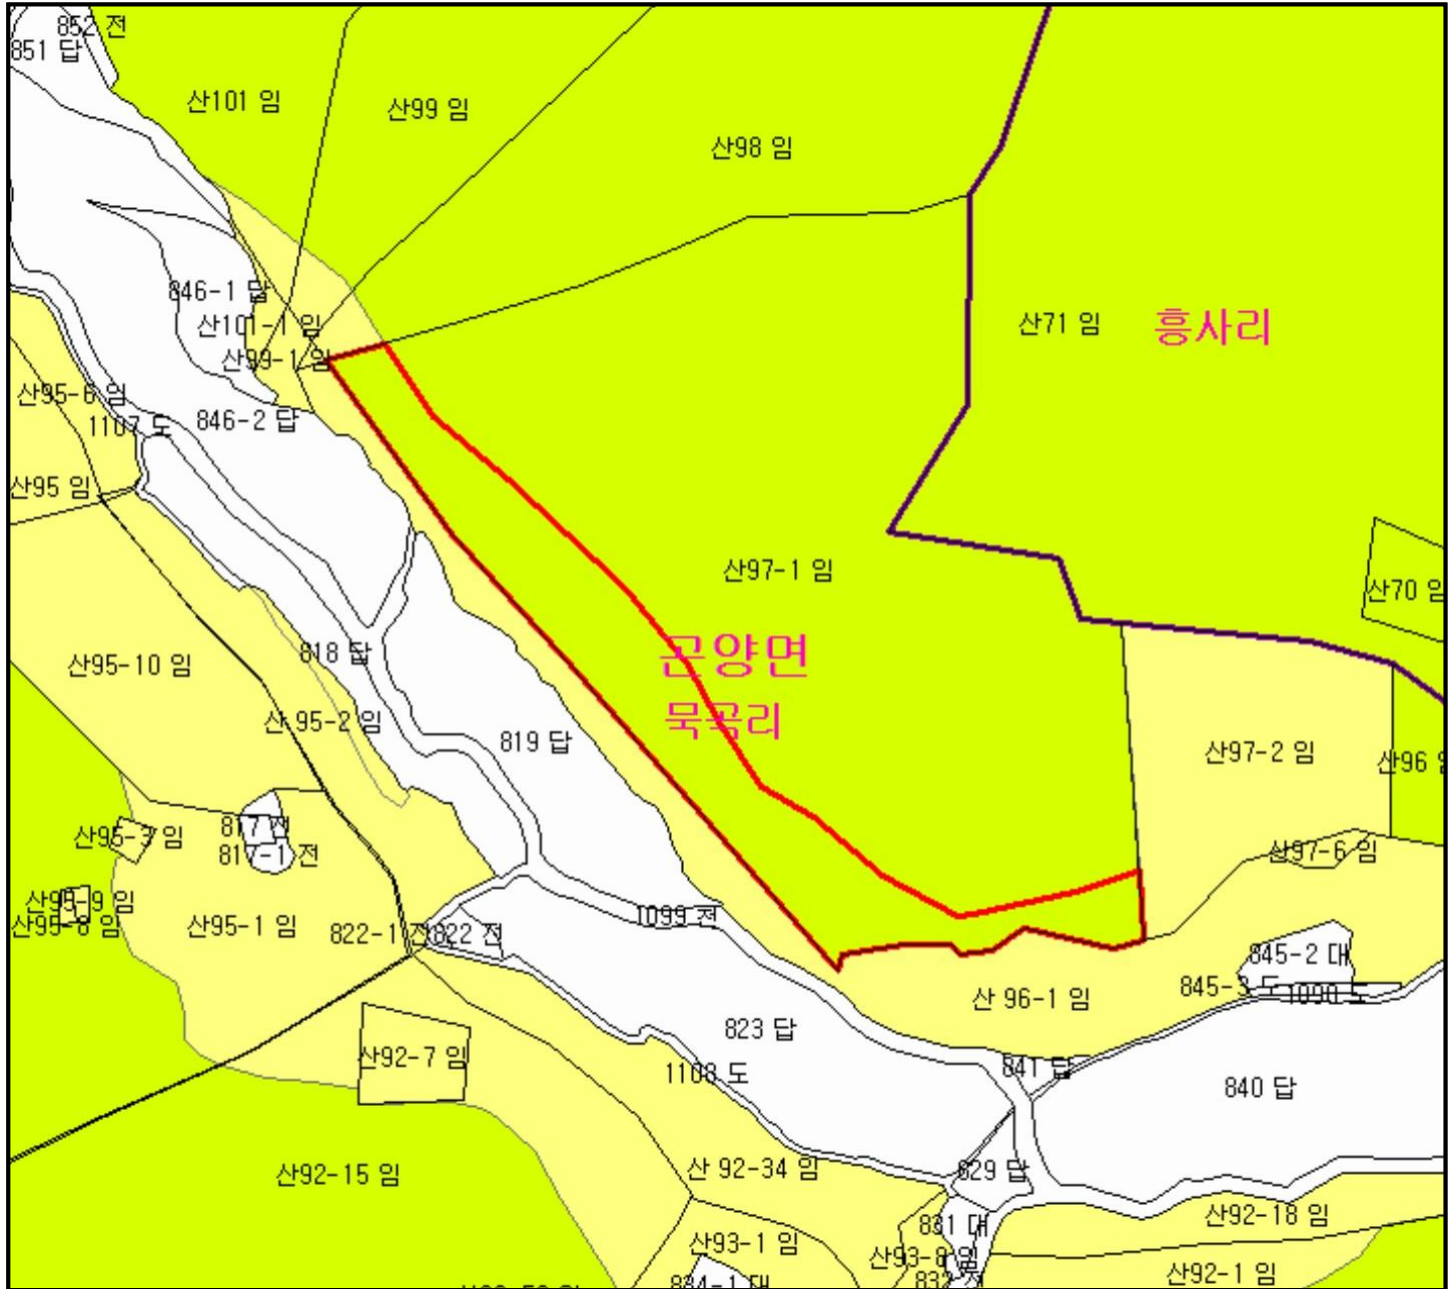 852 전
851 답
산101 임
산99 임
산98 임
846-1 답
산101-1 임
산71 임
흥사리
산99-1 임
산95-6 임
846-2 답
1107 도
산95 임
산97-1 임
산70 임
곤양면
818 답
산95-10 임
묵곡리
산 95-2 임
819 답
산97-2 임
산96 임
817 전
산95-3 임
817-1 전
산97-6 임
산95-9 임
산95-8 임
산95-1 임
822-1 전
822 전
1099 전
845-2 대
845-3 도
산 96-1 임
823 답
산92-7 임
841 답
1108 도
840 답
산92-15 임
산 92-34 임
829 답
산92-18 임
831 대
산93-1 임
산93-8 임
산92-1 임
834-1 대
832 전